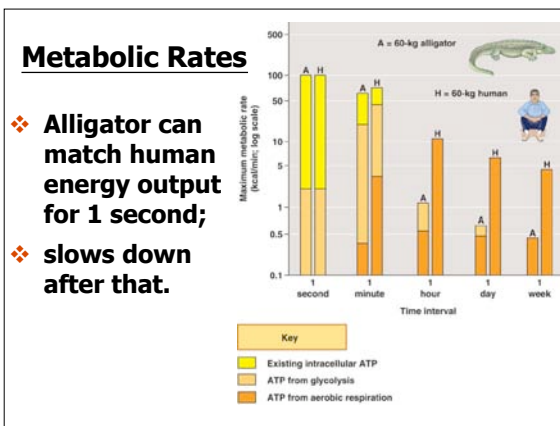 Metabolic Rates
❖ Alligator can
match human
energy output
for 1 second;
❖ slows down
after that.
Maximum metabolic rate
(kcal/min; log scale)
500
100
50
10
5
1
0.5
0.1
A = 60-kg alligator
H = 60-kg human
A H
A H
A H
A H
A H
1 1 1 1 1
second minute hour day week
Time interval
Key
Existing intracellular ATP
ATP from glycolysis
ATP from aerobic respiration